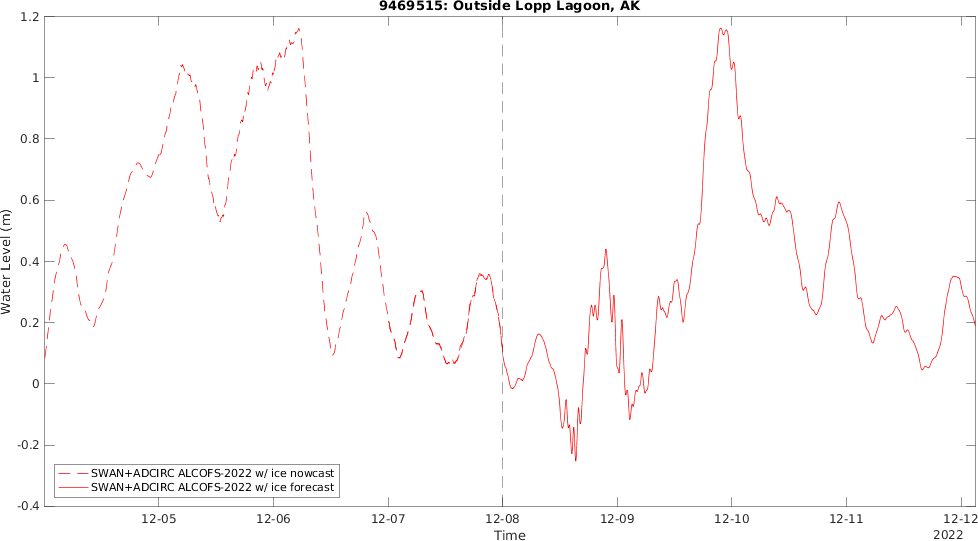 9469515: Outside Lopp Lagoon, AK
1.2
1
0.8
0.6
0.4
0.2
0
-0.2
-0.4
Water Level (m)
SWAN+ADCIRC ALCOFS-2022 w/ ice nowcast
SWAN+ADCIRC ALCOFS-2022 w/ ice forecast
12-05 12-06 12-07 12-08 12-09 12-10 12-11 12-12
Time
2022